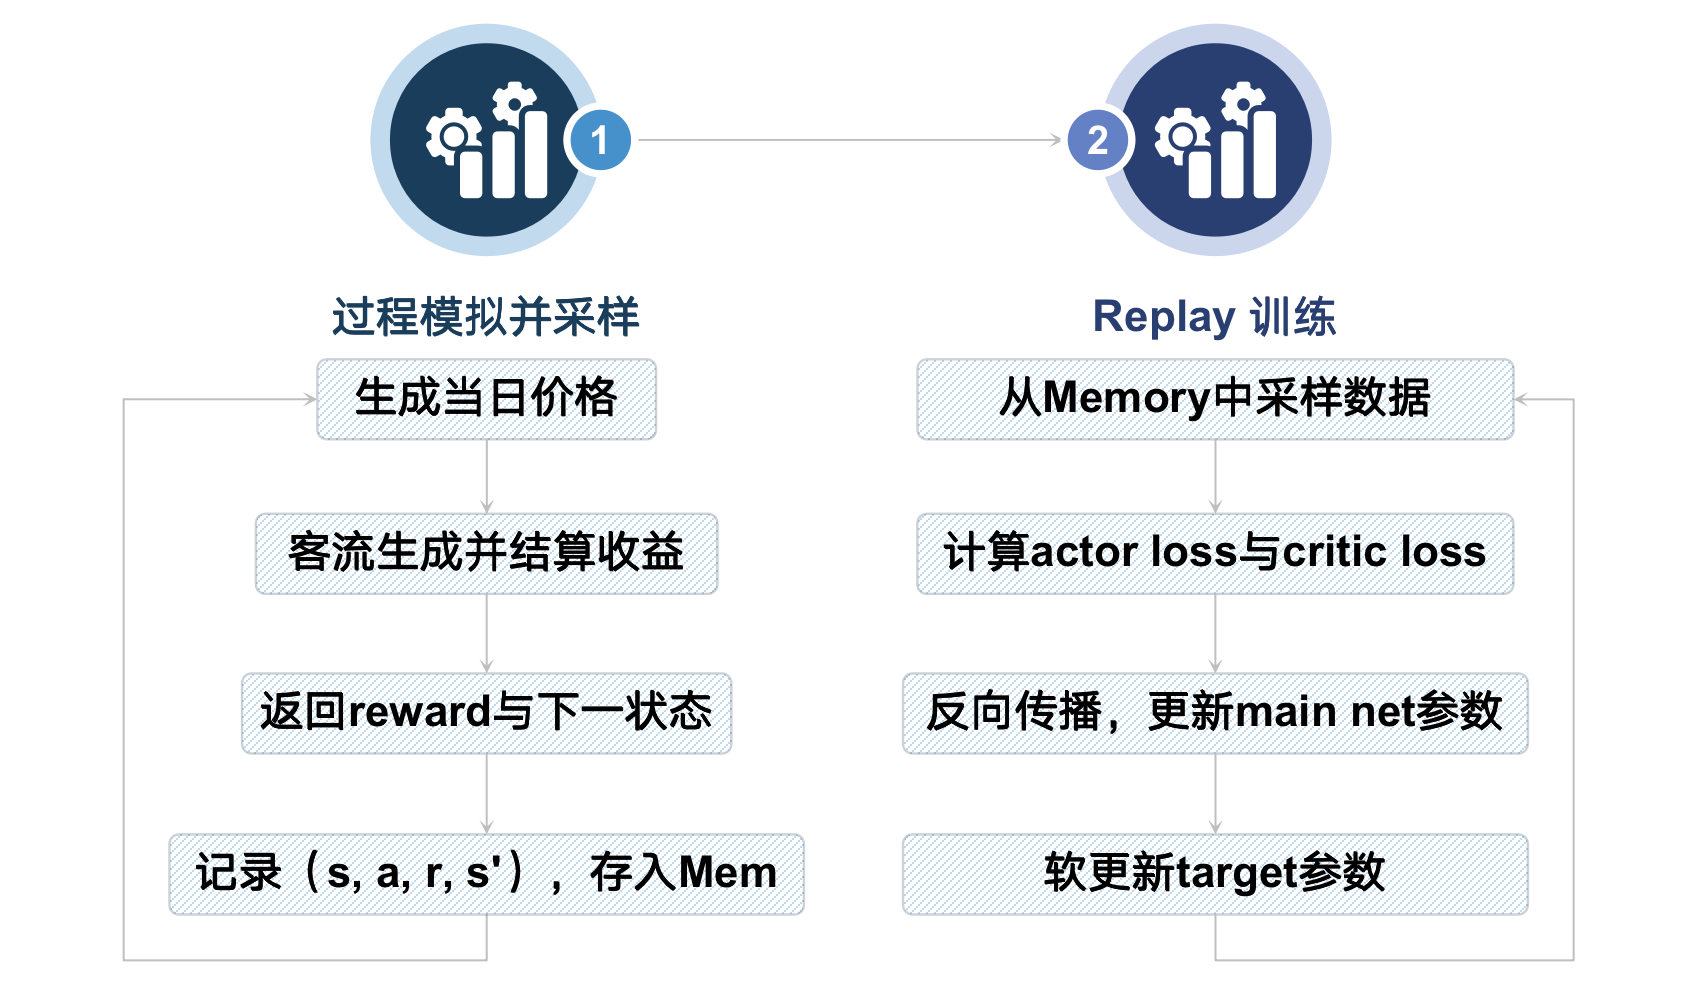 1
2
过程模拟并采样
生成当日价格
客流生成并结算收益
返回reward与下一状态
记录（s, a, r, s'），存入Mem
Replay 训练
从Memory中采样数据
计算actor loss与critic loss
反向传播，更新main net参数
软更新target参数